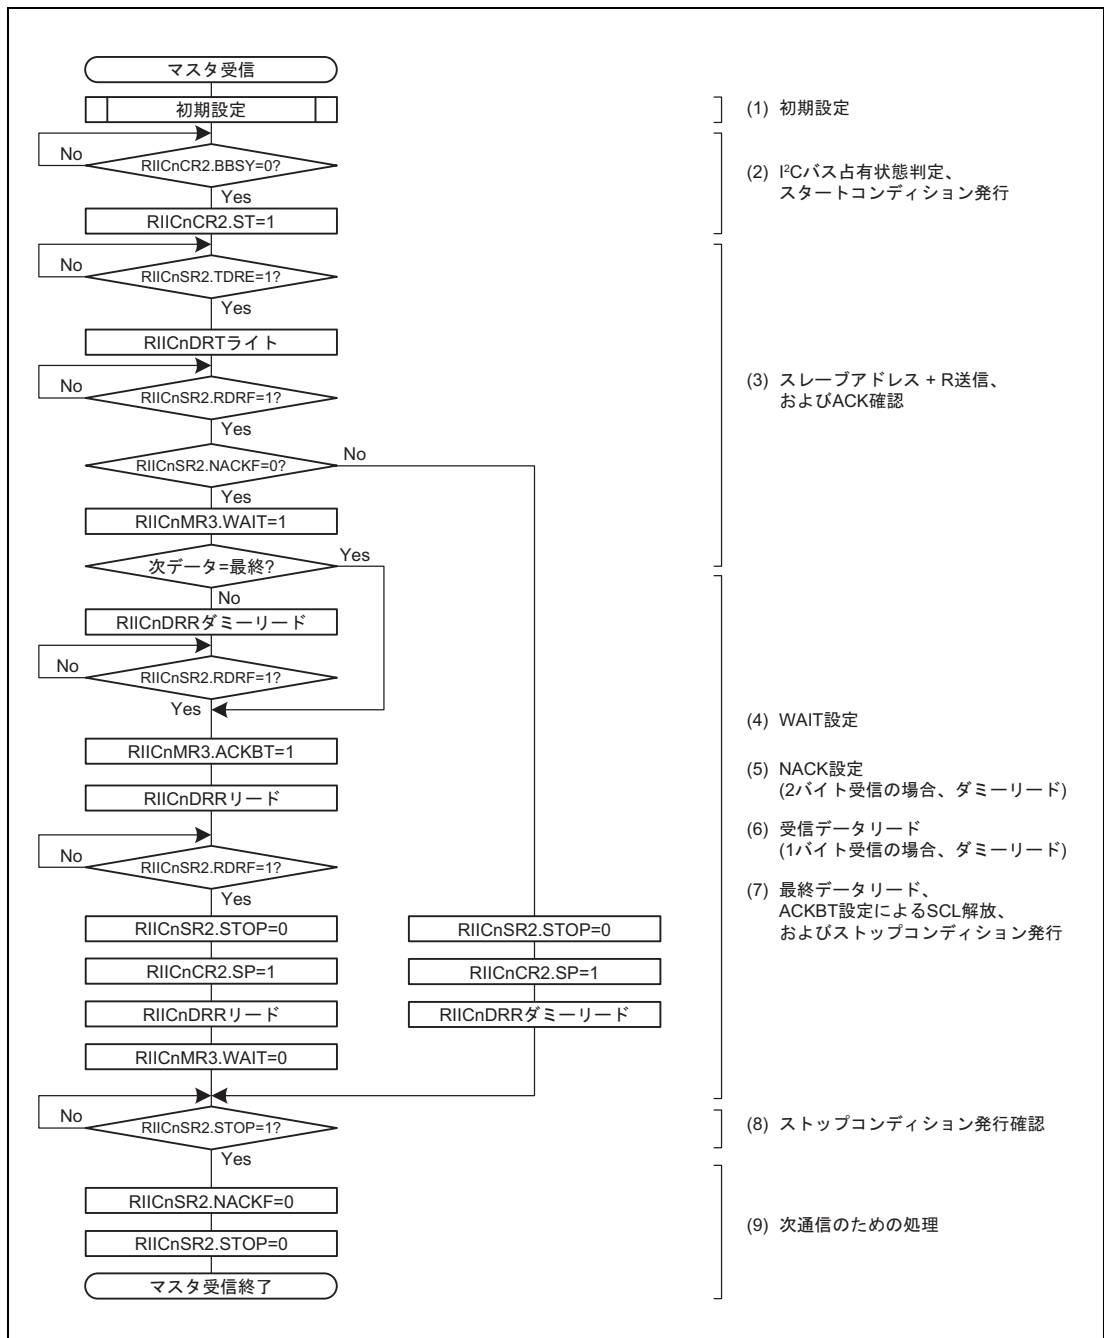 マスタ受信
初期設定
No
RIICnCR2.BBSY=0?
Yes
RIICnCR2.ST=1
No
RIICnSR2.TDRE=1?
Yes
RIICnDRTライト
No
RIICnSR2.RDRF=1?
Yes
RIICnSR2.NACKF=0?
No
Yes
RIICnMR3.WAIT=1
次データ=最終?
Yes
No
RIICnDRRダミーリード
No
RIICnSR2.RDRF=1?
Yes
RIICnMR3.ACKBT=1
RIICnDRRリード
No
RIICnSR2.RDRF=1?
Yes
RIICnSR2.STOP=0
RIICnCR2.SP=1
RIICnDRRリード
RIICnMR3.WAIT=0
RIICnSR2.STOP=0
RIICnCR2.SP=1
RIICnDRRダミーリード
No
RIICnSR2.STOP=1?
Yes
RIICnSR2.NACKF=0
RIICnSR2.STOP=0
マスタ受信終了
(1) 初期設定
(2) I²Cバス占有状態判定、
スタートコンディション発行
(3) スレーブアドレス + R送信、
およびACK確認
(4) WAIT設定
(5) NACK設定
(2バイト受信の場合、ダミーリード)
(6) 受信データリード
(1バイト受信の場合、ダミーリード)
(7) 最終データリード、
ACKBT設定によるSCL解放、
およびストップコンディション発行
(8) ストップコンディション発行確認
(9) 次通信のための処理